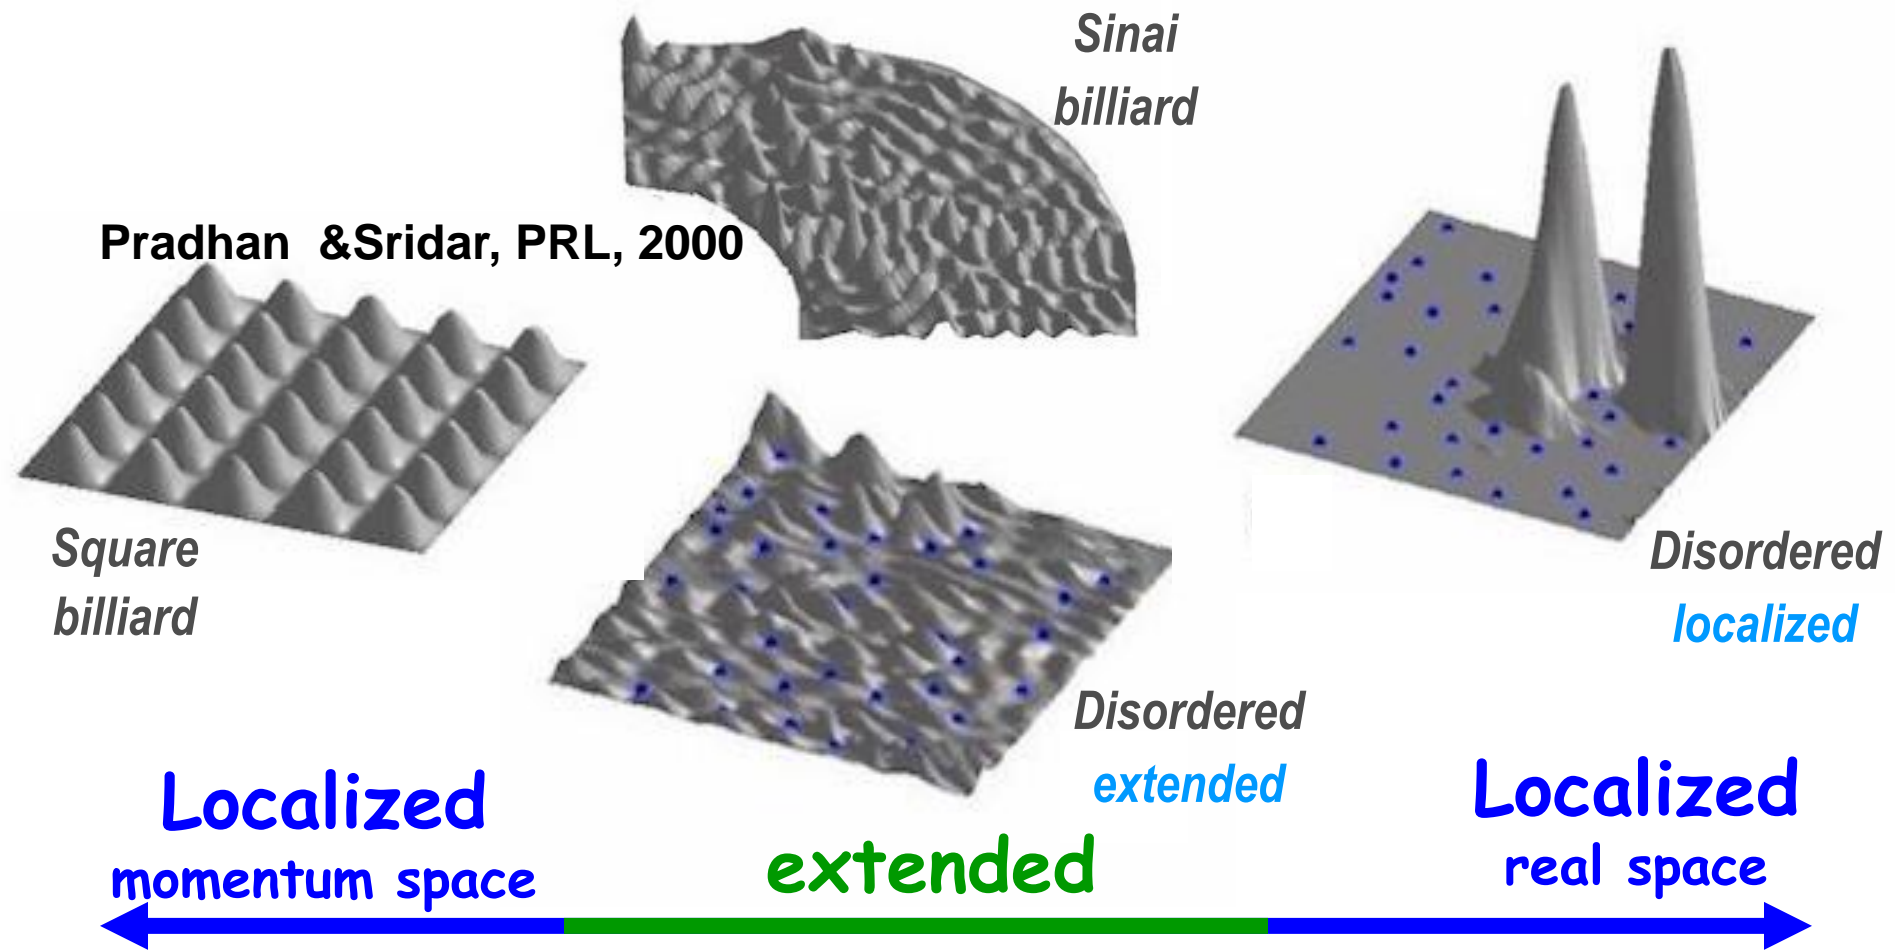 Sinai
billiard
Pradhan &Sridar, PRL, 2000
Square
billiard
Disordered
localized
Disordered
extended
Localized
momentum space
extended
Localized
real space